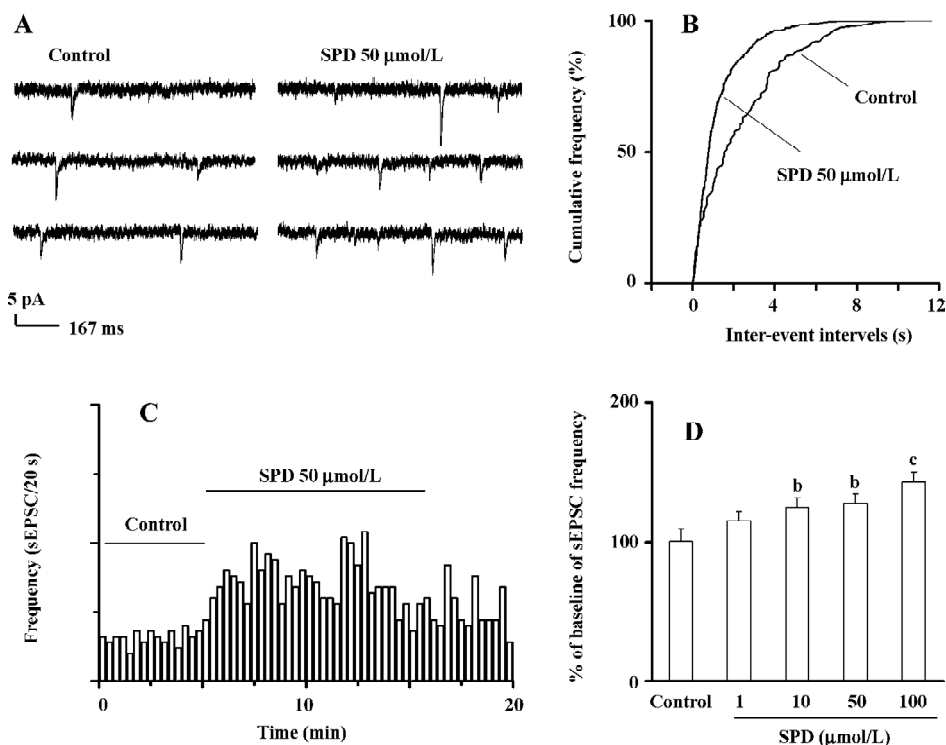 A
Control
SPD 50 μmol/L
5 pA
167 ms
B
Cumulative frequency (%)
100
50
0
Control
SPD 50 μmol/L
0 4 8 12
Inter-event intervels (s)
C
Frequency (sEPSC/20 s)
SPD 50 μmol/L
Control
0 10 20
Time (min)
D
% of baseline of sEPSC frequency
200
100
0
b b c
Control 1 10 50 100
SPD (μmol/L)